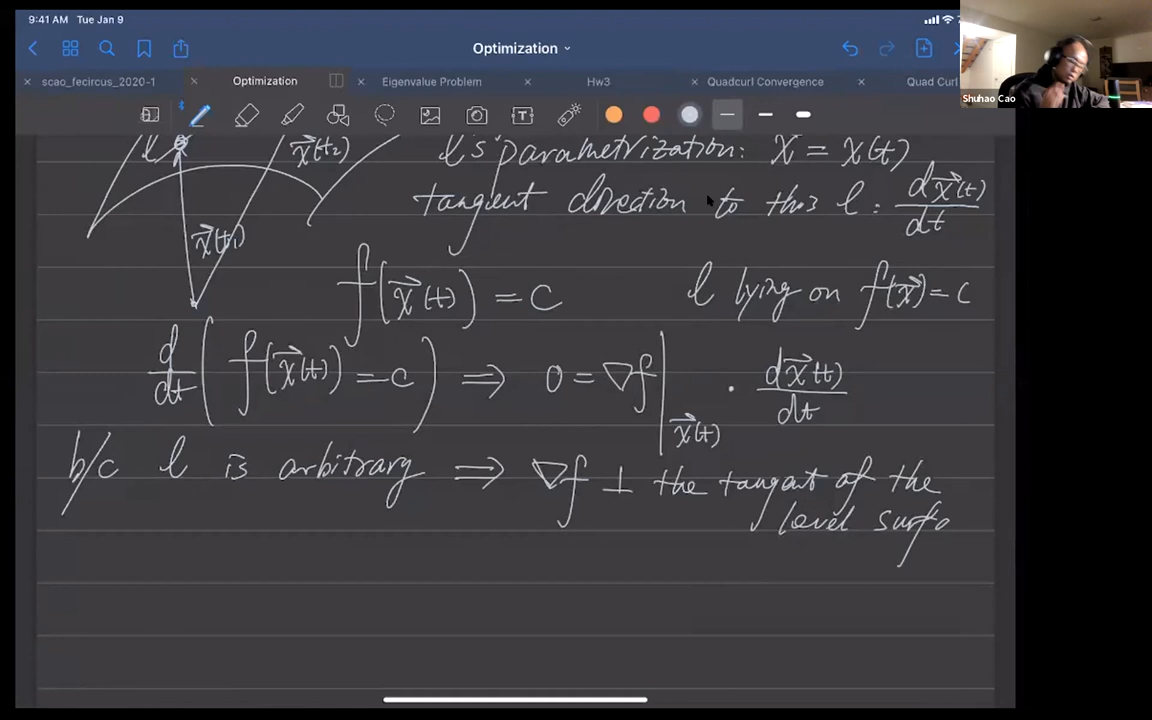 9:41 AM Tue Jan 9
Optimization
scao_fecircus_2020-1
Optimization
Eigenvalue Problem
Hw3
Quadcurl Convergence
Quad Curl
Shuhao Cao
l x⃗(t₂) l's parametrization: X = X(t)
tangient direction to this l : dx⃗(t)/dt
x⃗(t₁)
f(x⃗(t)) = C l lying on f(x⃗) = C
d/dt ( f(x⃗(t)) = C ) ⟹ 0 = ∇f |x⃗(t) · dx⃗(t)/dt
b/c l is arbitrary ⟹ ∇f ⊥ the tangent of the
level surfa